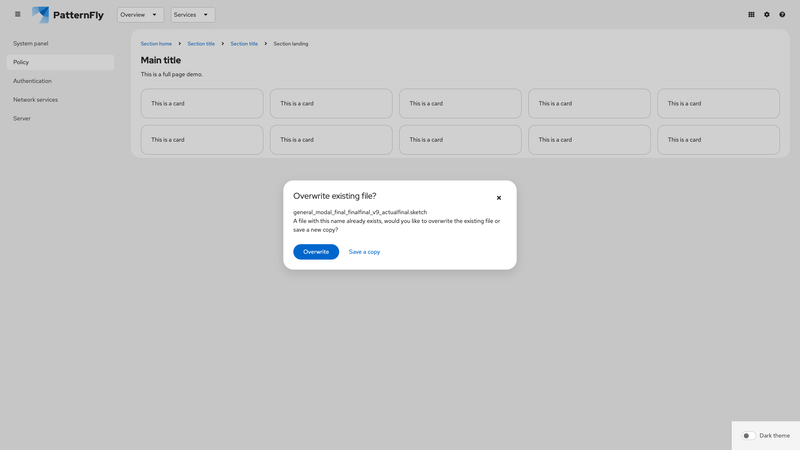 PatternFly
Overview
Services
System panel
Policy
Authentication
Network services
Server
Section home
Section title
Section title
Section landing
Main title
This is a full page demo.
This is a card
This is a card
This is a card
This is a card
This is a card
This is a card
This is a card
This is a card
This is a card
This is a card
Overwrite existing file?
general_modal_final_finalfinal_v9_actualfinal.sketch
A file with this name already exists, would you like to overwrite the existing file or
save a new copy?
Overwrite
Save a copy
Dark theme